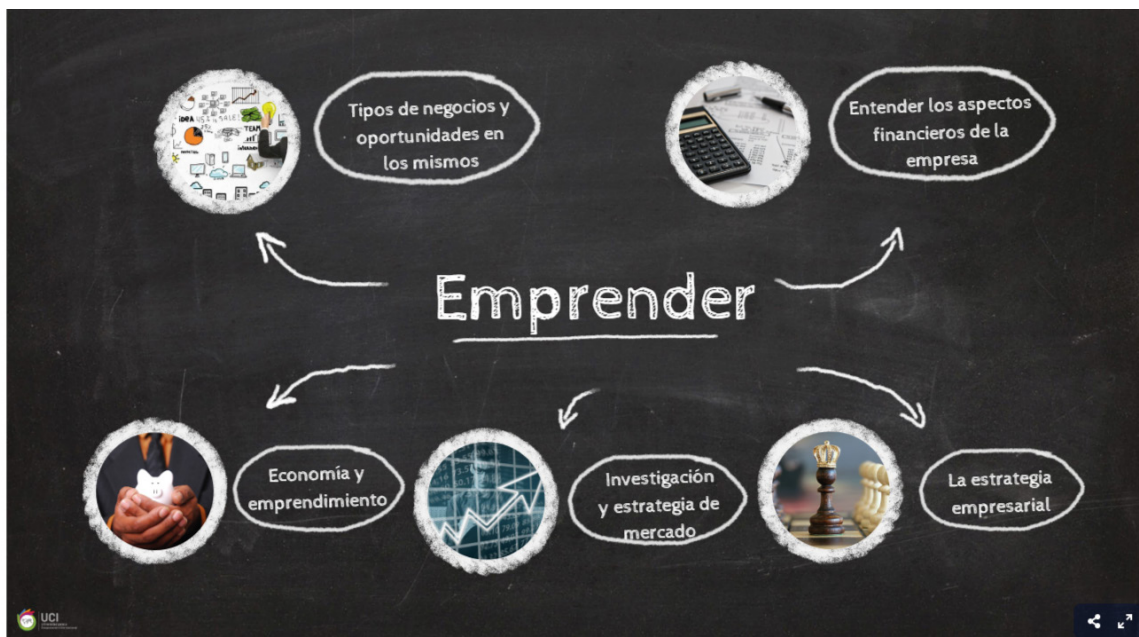 Tipos de negocios y
oportunidades en
los mismos
Entender los aspectos
financieros de la
empresa
Emprender
Economía y
emprendimiento
Investigación
y estrategia de
mercado
La estrategia
empresarial
UCI